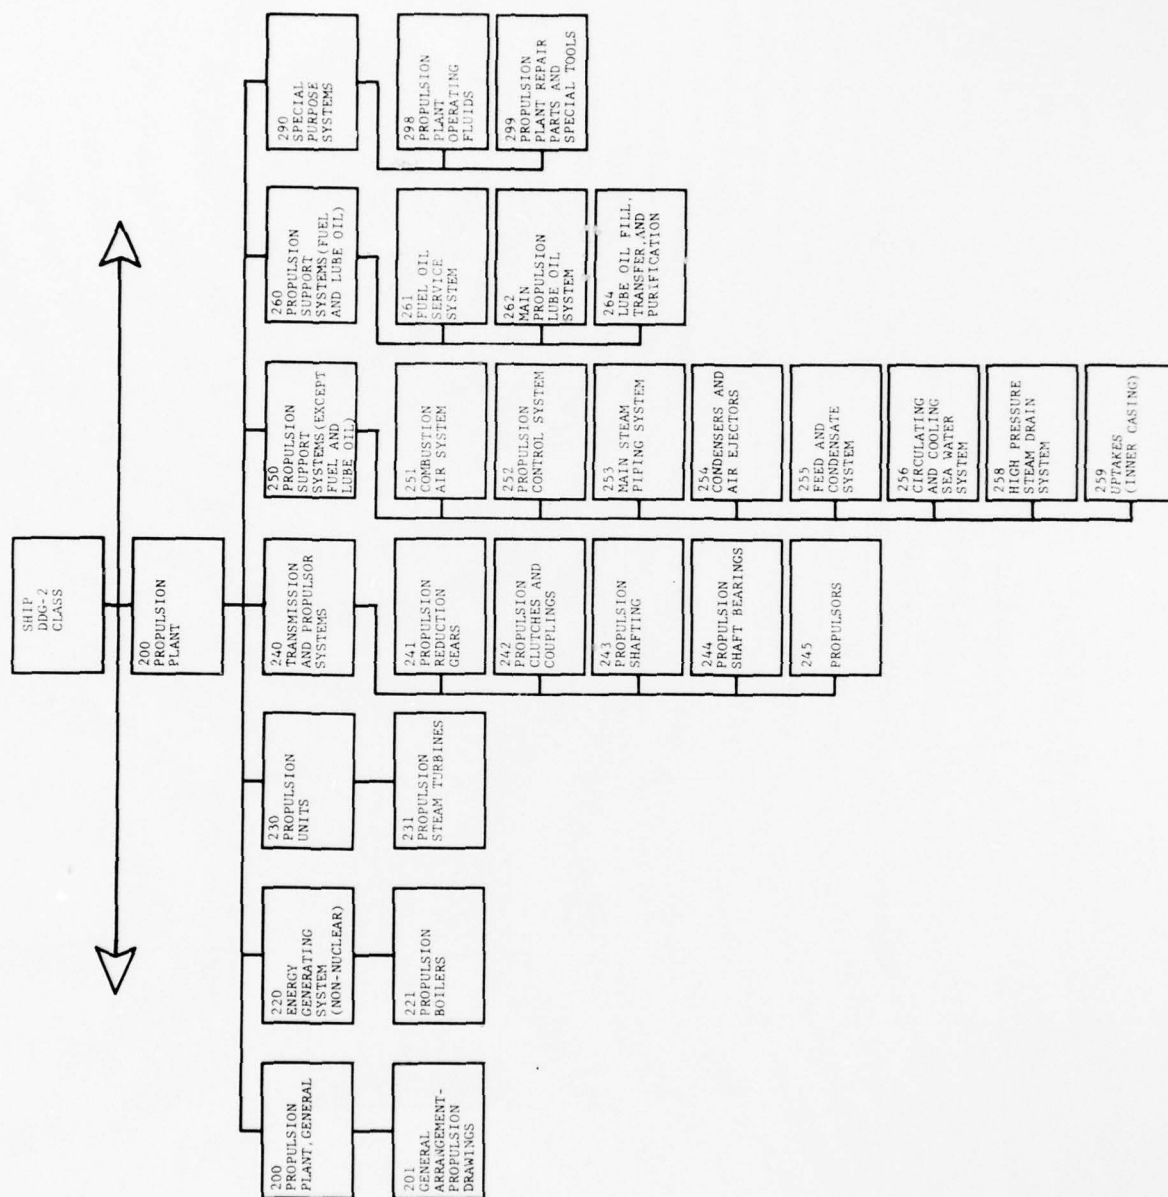 SHIP
DDG-2
CLASS
200
PROPULSION
PLANT
200
PROPULSION
PLANT, GENERAL
201
GENERAL
ARRANGEMENT-
PROPULSION
DRAWINGS
220
ENERGY
GENERATING
SYSTEM
(NON-NUCLEAR)
221
PROPULSION
BOILERS
230
PROPULSION
UNITS
231
PROPULSION
STEAM TURBINES
240
TRANSMISSION
AND PROPULSOR
SYSTEMS
241
PROPULSION
REDUCTION
GEARS
242
PROPULSION
CLUTCHES AND
COUPLINGS
243
PROPULSION
SHAFTING
244
PROPULSION
SHAFT BEARINGS
245
PROPULSORS
250
PROPULSION
SUPPORT
SYSTEMS(EXCEPT
FUEL AND
LUBE OIL)
251
COMBUSTION
AIR SYSTEM
252
PROPULSION
CONTROL SYSTEM
253
MAIN STEAM
PIPING SYSTEM
254
CONDENSERS AND
AIR EJECTORS
255
FEED AND
CONDENSATE
SYSTEM
256
CIRCULATING
AND COOLING
SEA WATER
SYSTEM
258
HIGH PRESSURE
STEAM DRAIN
SYSTEM
259
UPTAKES
(INNER CASING)
260
PROPULSION
SUPPORT
SYSTEMS(FUEL
AND LUBE OIL)
261
FUEL OIL
SERVICE
SYSTEM
262
MAIN
PROPULSION
LUBE OIL
SYSTEM
264
LUBE OIL FILL,
TRANSFER,AND
PURIFICATION
290
SPECIAL
PURPOSE
SYSTEMS
298
PROPULSION
PLANT
OPERATING
FLUIDS
299
PROPULSION
PLANT REPAIR
PARTS AND
SPECIAL TOOLS